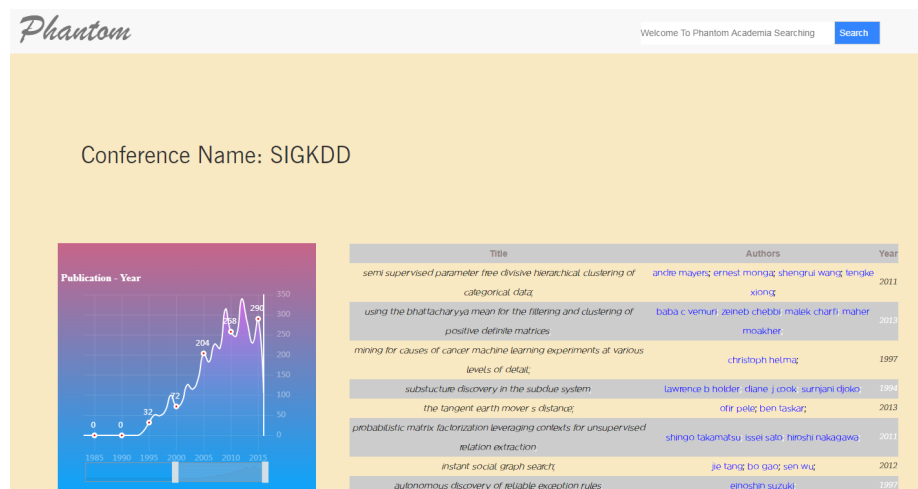 Phantom
Welcome To Phantom Academia Searching
Search
Conference Name: SIGKDD
Publication - Year
350
300
290
258
250
204
200
150
72
100
32
50
0
0
0
1985 1990 1995 2000 2005 2010 2015
Title Authors Year
semi supervised parameter free divisive hierarchical clustering of
categorical data;
andre mayers; ernest monga; shengrui wang; tengke
xiong;
2011
using the bhattacharyya mean for the filtering and clustering of
positive definite matrices
baba c vemuri zeineb chebbi malek charfi maher
moakher
2013
mining for causes of cancer machine learning experiments at various
levels of detail;
christoph helma;
1997
substucture discovery in the subdue system
lawrence b holder diane j cook surnjani djoko
1994
the tangent earth mover s distance;
ofir pele; ben taskar;
2013
probabilistic matrix factorization leveraging contexts for unsupervised
relation extraction
shingo takamatsu issei sato hiroshi nakagawa
2011
instant social graph search;
jie tang; bo gao; sen wu;
2012
autonomous discovery of reliable exception rules
einoshin suzuki
1997